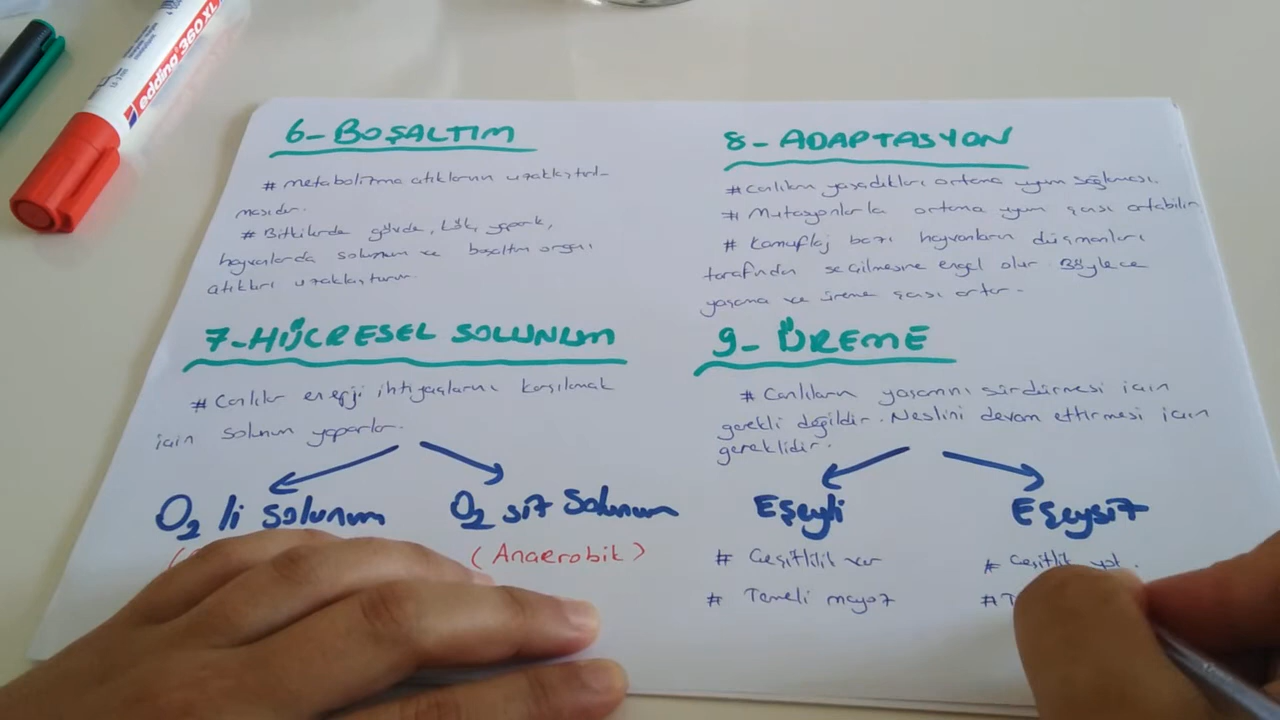 edding 360 XL
6- BOŞALTIM
# Metabolizma atıklarının uzaklaştırıl-
masıdır.
# Bitkilerde gövde, kök, yaprak,
hayvanlarda solunum ve boşaltım organı
atıkları uzaklaştırır.
7- HÜCRESEL SOLUNUM
# Canlılar enerji ihtiyaçlarını karşılamak
için solunum yaparlar.
O2 li solunum
O2 siz solunum
(
(Anaerobik)
8- ADAPTASYON
# Canlıların yaşadıkları ortama uyum sağlaması.
# Mutasyonlarla ortama uyum şansı artabilir
# Kamuflaj bazı hayvanların düşmanları
tarafından seçilmesine engel olur. Böylece
yaşama ve üreme şansı artar.
9- ÜREME
# Canlıların yaşamını sürdürmesi için
gerekli değildir. Neslini devam ettirmesi için
gereklidir.
Eşeyli
Eşeysiz
# Çeşitlilik var
# Temeli mayoz
# Çeşitlilik yok.
# T